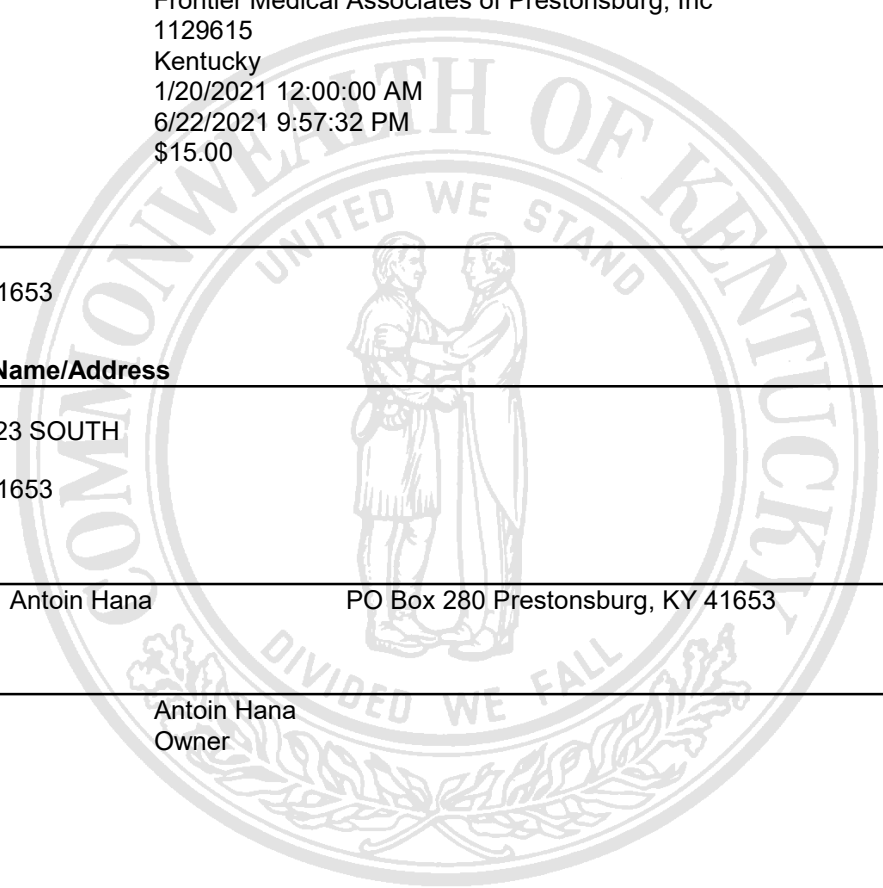 Frontier Medical Associates of Prestonsburg, Inc
1129615
Kentucky
1/20/2021 12:00:00 AM
6/22/2021 9:57:32 PM
$15.00
1653
Name/Address
23 SOUTH
1653
Antoin Hana PO Box 280 Prestonsburg, KY 41653
Antoin Hana
Owner
COMMONWEALTH OF KENTUCKY
UNITED WE STAND
DIVIDED WE FALL